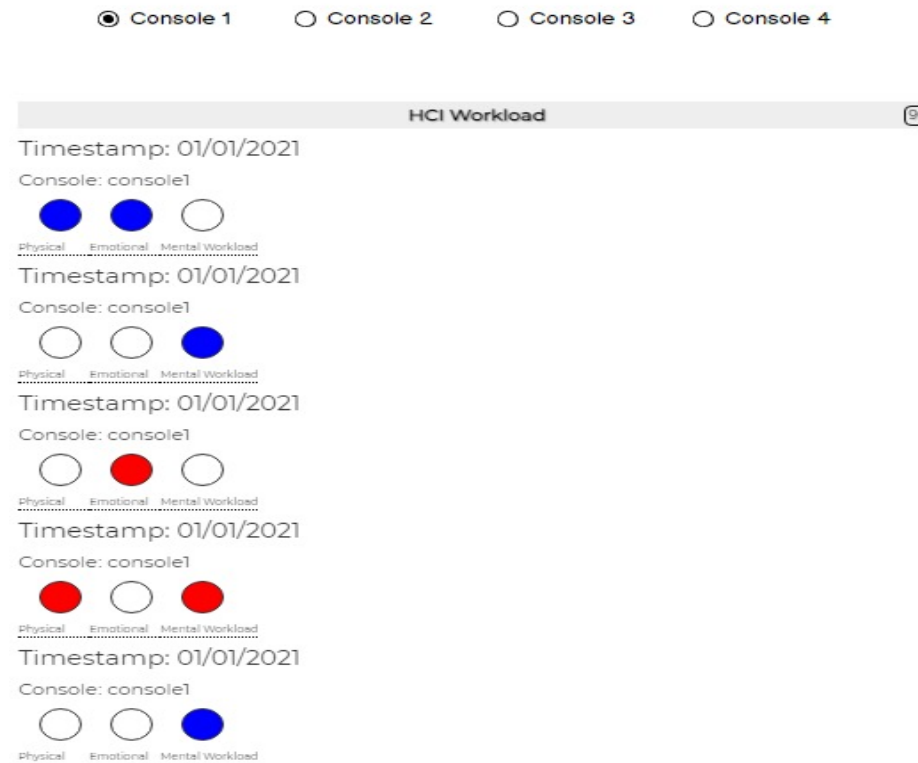 Console 1 Console 2 Console 3 Console 4
HCI Workload
Timestamp: 01/01/2021
Console: console1
Physical Emotional Mental Workload
Timestamp: 01/01/2021
Console: console1
Physical Emotional Mental Workload
Timestamp: 01/01/2021
Console: console1
Physical Emotional Mental Workload
Timestamp: 01/01/2021
Console: console1
Physical Emotional Mental Workload
Timestamp: 01/01/2021
Console: console1
Physical Emotional Mental Workload